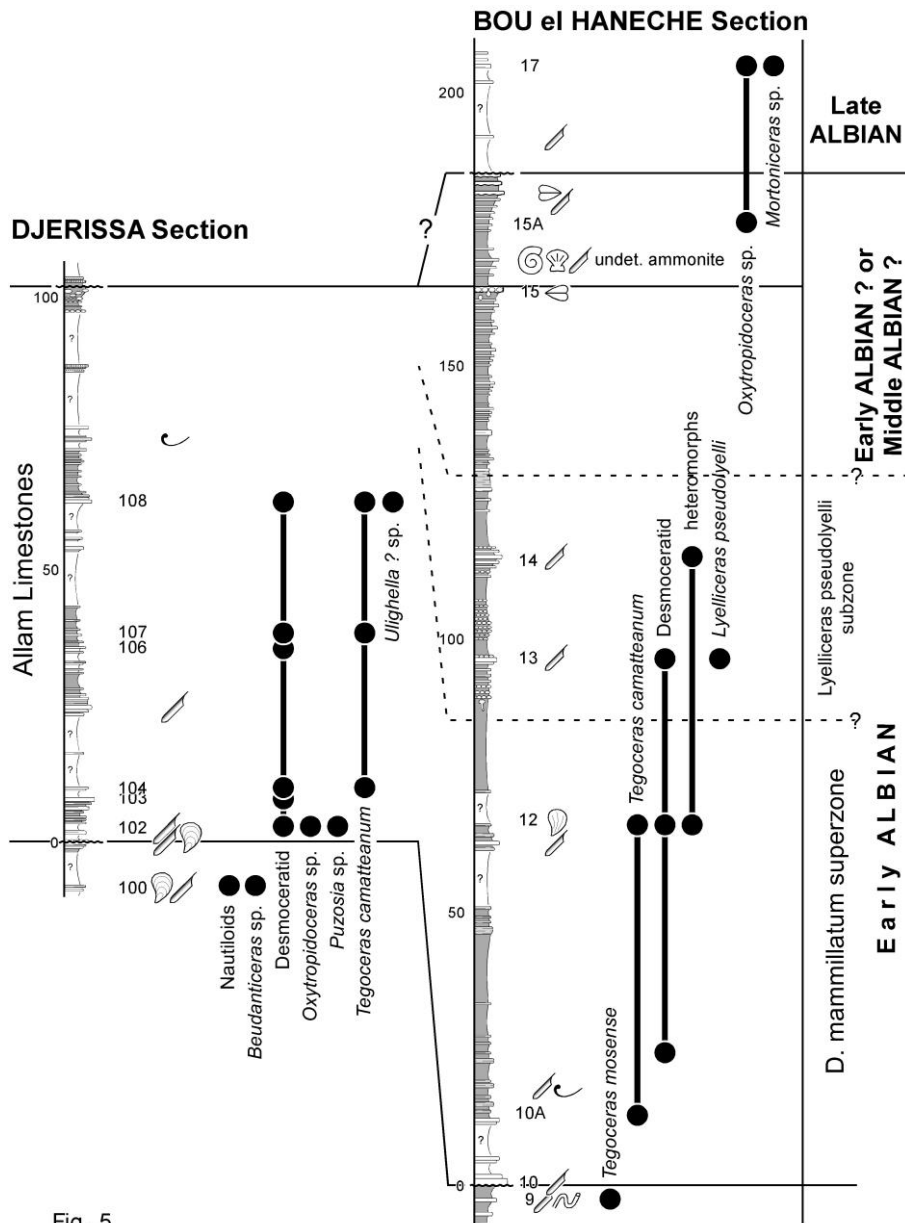 BOU el HANECHE Section
17
200
Late
ALBIAN
Mortoniceras sp.
?
DJERISSA Section
?
15A
undet. ammonite
Oxytropidoceras sp.
15
100
?
150
Early ALBIAN ? or
Middle ALBIAN ?
?
heteromorphs
?
108
?
Desmoceratid
Lyelliceras pseudolyelli
Lyelliceras pseudolyelli
subzone
14
Allam Limestones
50
?
Ulighella ? sp.
Tegoceras camatteanum
107
106
100
13
?
?
104
103
102
0
12
?
D. mammillatum superzone
Early ALBIAN
?
100
Nautiloids
Beudanticeras sp.
Desmoceratid
Oxytropidoceras sp.
Puzosia sp.
Tegoceras camatteanum
50
Tegoceras mosense
10A
?
10
0
9
Fig. 5